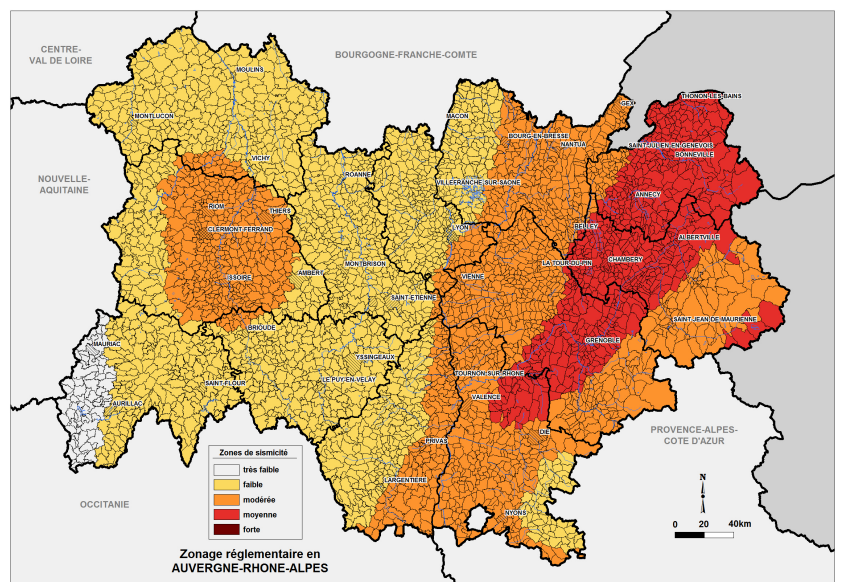 CENTRE-
VAL DE LOIRE
BOURGOGNE-FRANCHE-COMTE
MOULINS
THONON-LES-BAINS
GEX
MONTLUCON
MACON
BOURG-EN-BRESSE
NANTUA
SAINT-JULIEN-EN-GENEVOIS
BONNEVILLE
VICHY
ROANNE
VILLEFRANCHE-SUR-SAONE
NOUVELLE-
AQUITAINE
ANNECY
RIOM
THIERS
CLERMONT-FERRAND
LYON
BELLEY
ALBERTVILLE
MONTBRISON
LA TOUR-DU-PIN
CHAMBERY
ISSOIRE
AMBERT
VIENNE
SAINT-ETIENNE
SAINT-JEAN-DE-MAURIENNE
BRIOUDE
GRENOBLE
MAURIAC
YSSINGEAUX
TOURNON-SUR-RHONE
SAINT-FLOUR
LE PUY-EN-VELAY
VALENCE
AURILLAC
DIE
PROVENCE-ALPES-
COTE D'AZUR
PRIVAS
LARGENTIERE
NYONS
OCCITANIE
Zones de sismicité
très faible
faible
modérée
moyenne
forte
N
0 20 40km
Zonage réglementaire en
AUVERGNE-RHONE-ALPES